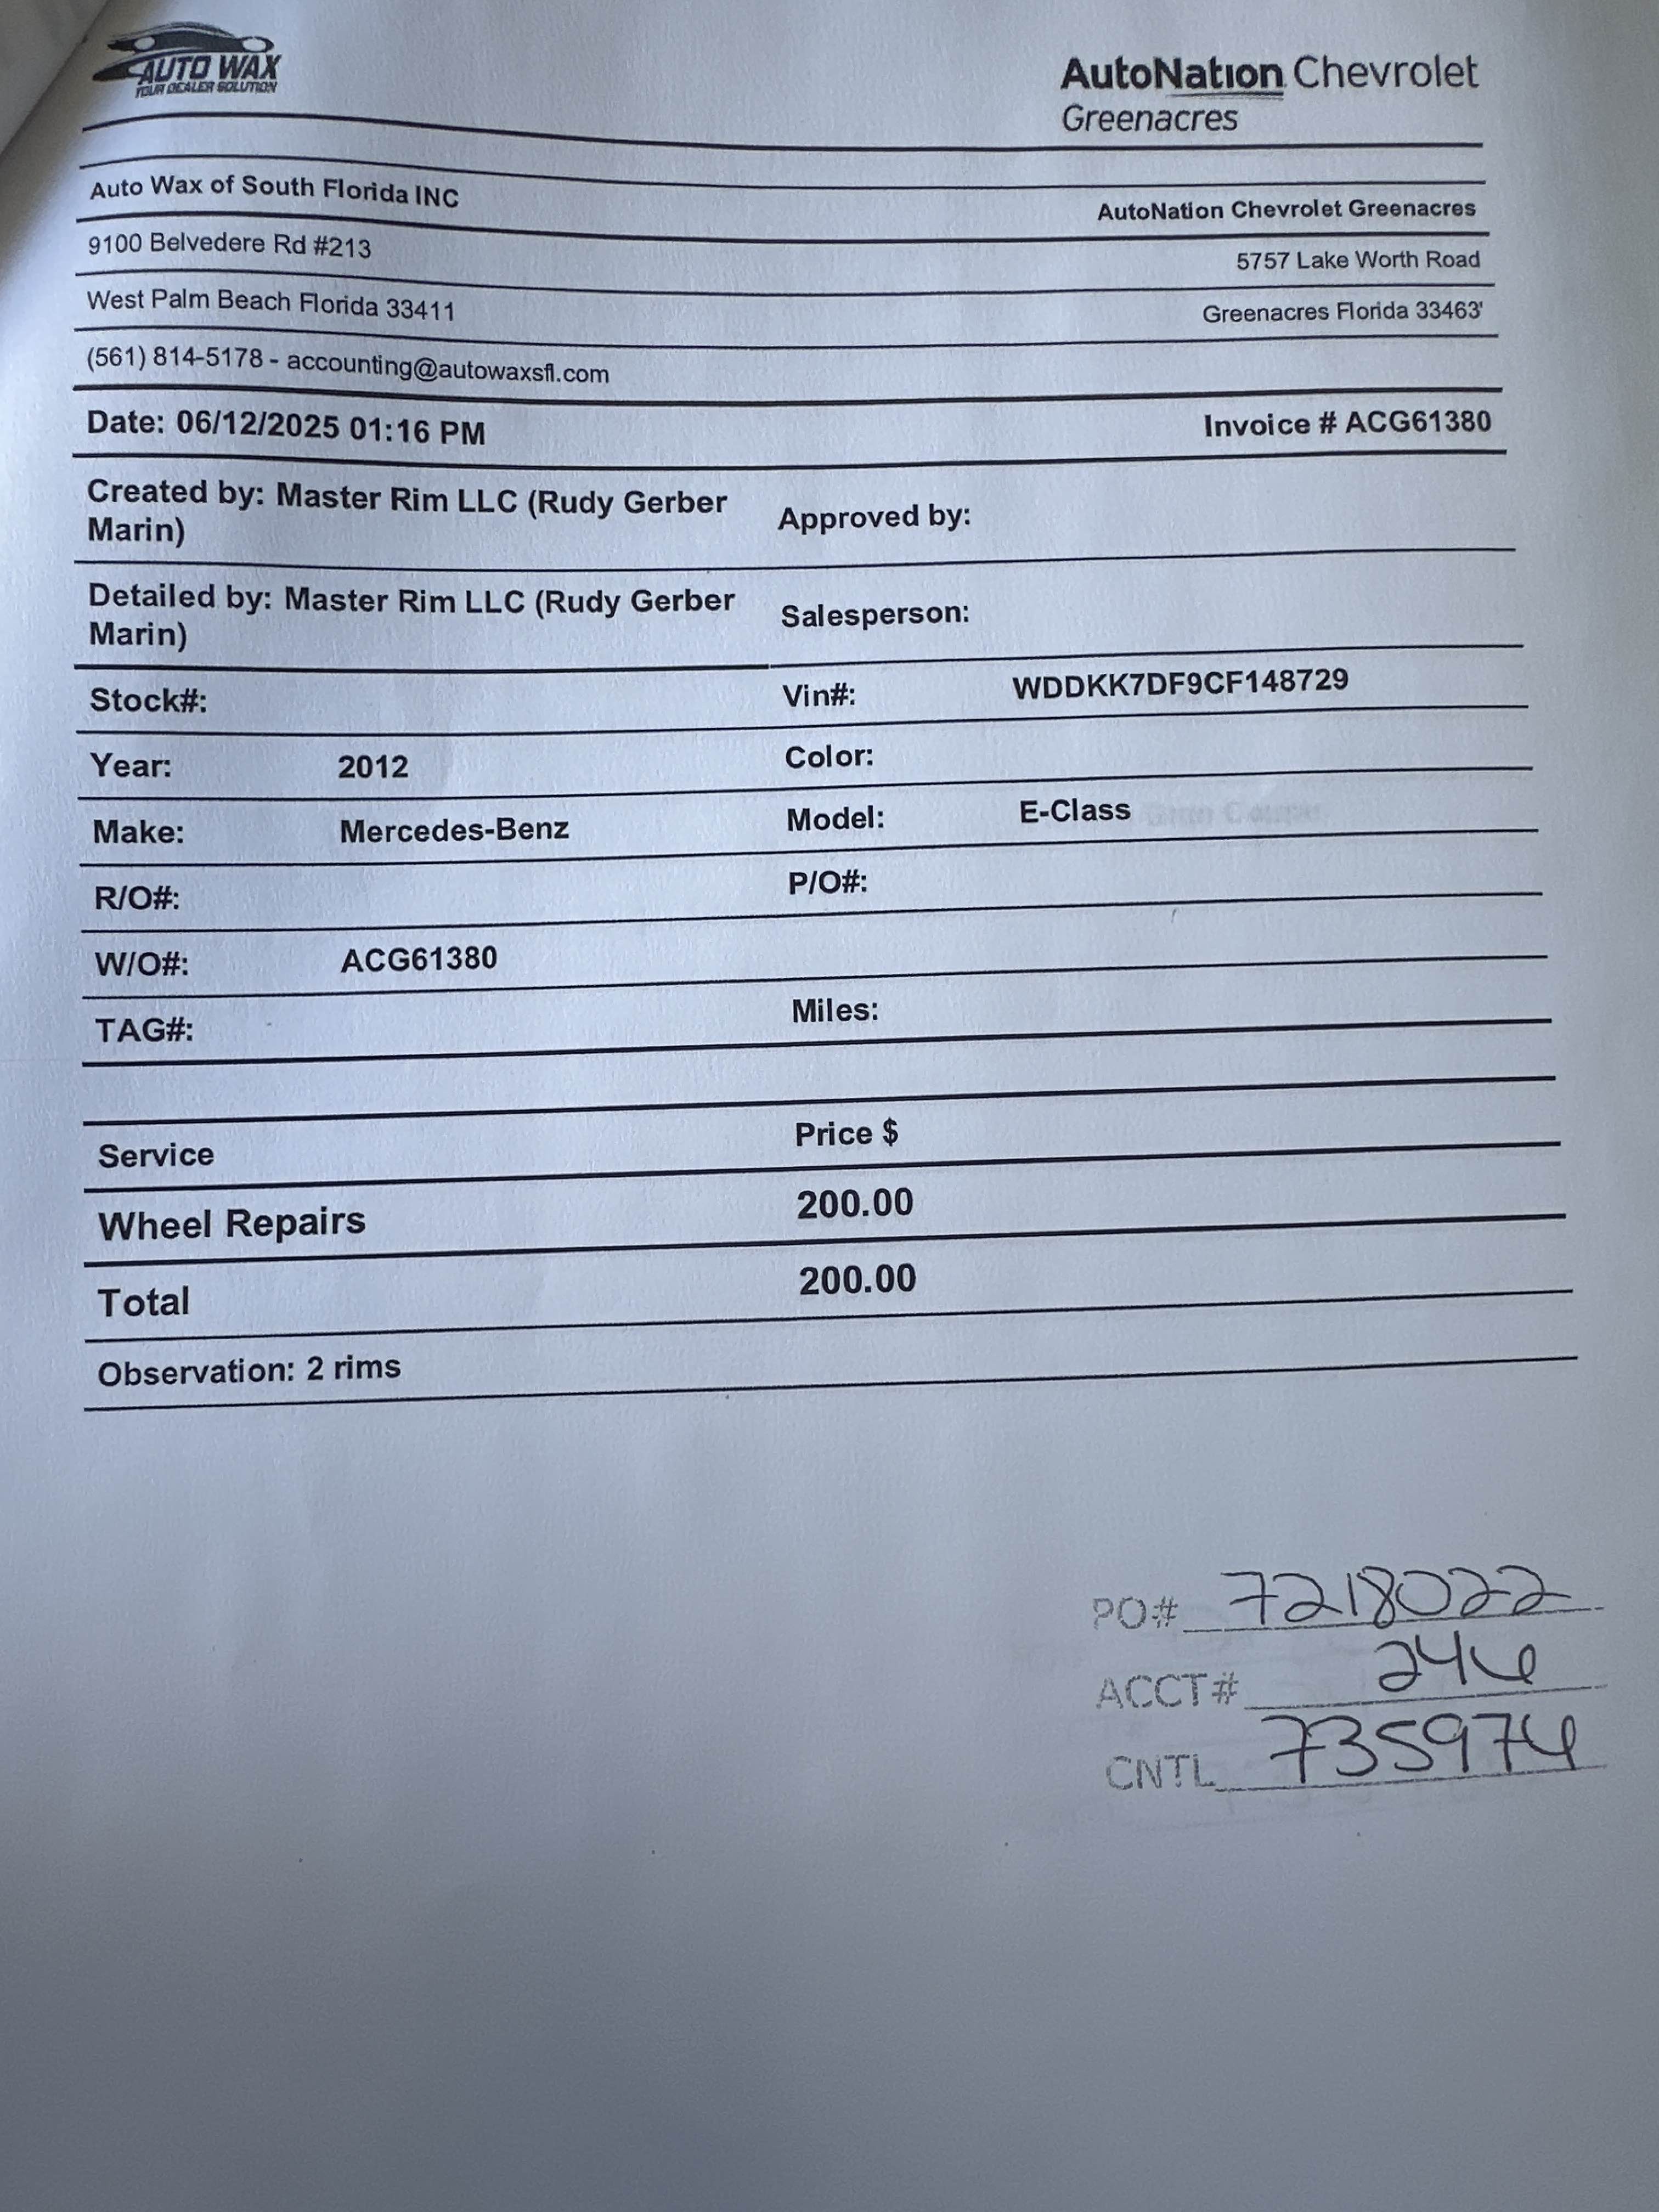 AUTO WAX
YOUR DEALER SOLUTION
AutoNation Chevrolet
Greenacres
Auto Wax of South Florida INC
AutoNation Chevrolet Greenacres
9100 Belvedere Rd #213
5757 Lake Worth Road
West Palm Beach Florida 33411
Greenacres Florida 33463'
(561) 814-5178 - accounting@autowaxsfl.com
Date: 06/12/2025 01:16 PM
Invoice # ACG61380
Created by: Master Rim LLC (Rudy Gerber
Marin)
Approved by:
Detailed by: Master Rim LLC (Rudy Gerber
Marin)
Salesperson:
Stock#:
Vin#: WDDKK7DF9CF148729
Year: 2012
Color:
Make: Mercedes-Benz
Model: E-Class
R/O#:
P/O#:
W/O#: ACG61380
TAG#:
Miles:
Service Price $
Wheel Repairs 200.00
Total 200.00
Observation: 2 rims
PO# 7218022
ACCT# 246
CNTL 735974